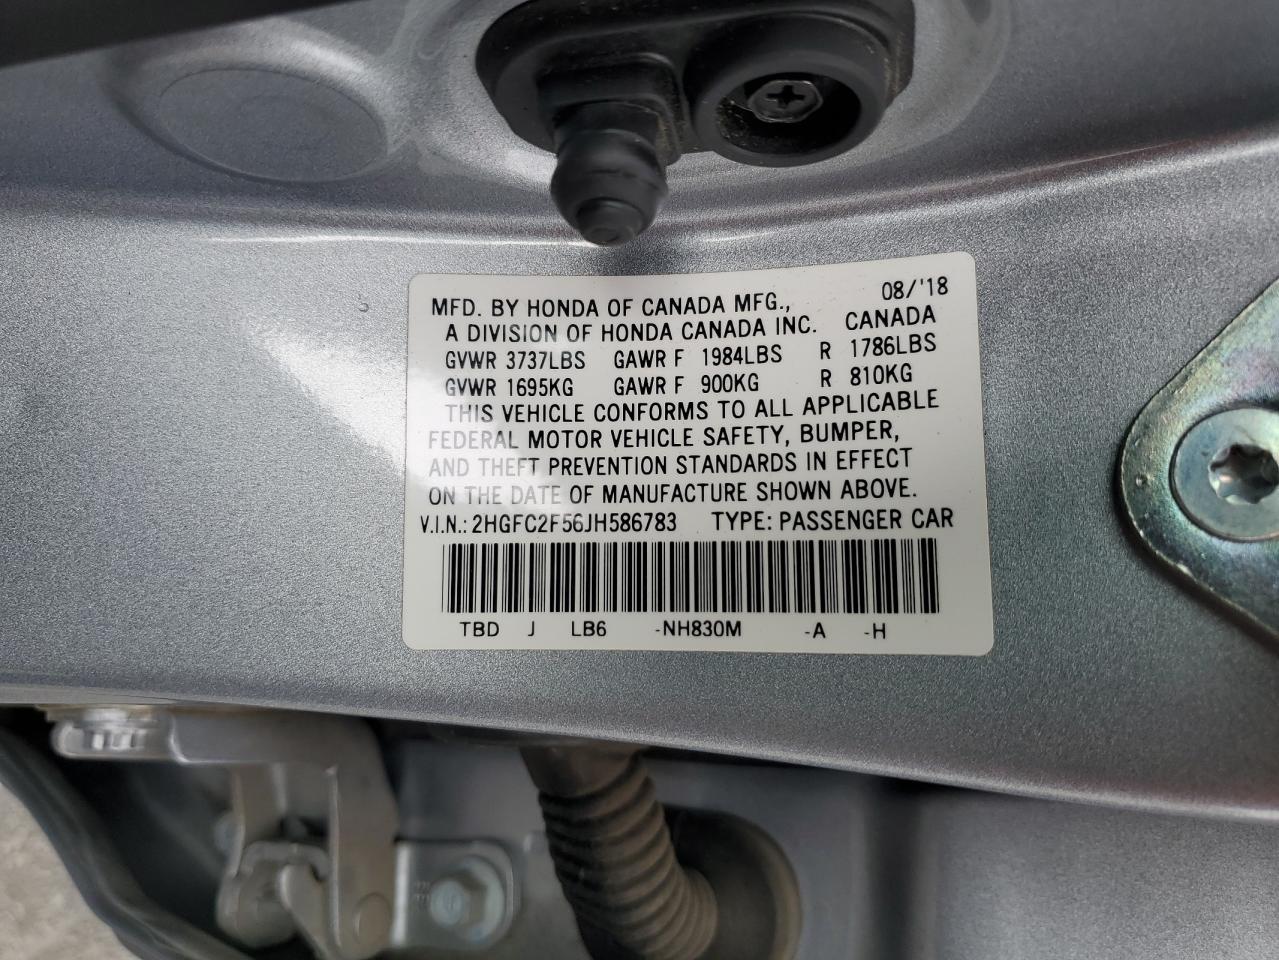 08/'18
MFD. BY HONDA OF CANADA MFG.,
A DIVISION OF HONDA CANADA INC. CANADA
GVWR 3737LBS GAWR F 1984LBS R 1786LBS
GVWR 1695KG GAWR F 900KG R 810KG
THIS VEHICLE CONFORMS TO ALL APPLICABLE
FEDERAL MOTOR VEHICLE SAFETY, BUMPER,
AND THEFT PREVENTION STANDARDS IN EFFECT
ON THE DATE OF MANUFACTURE SHOWN ABOVE.
V.I.N.: 2HGFC2F56JH586783 TYPE: PASSENGER CAR
TBD J LB6 -NH830M -A -H